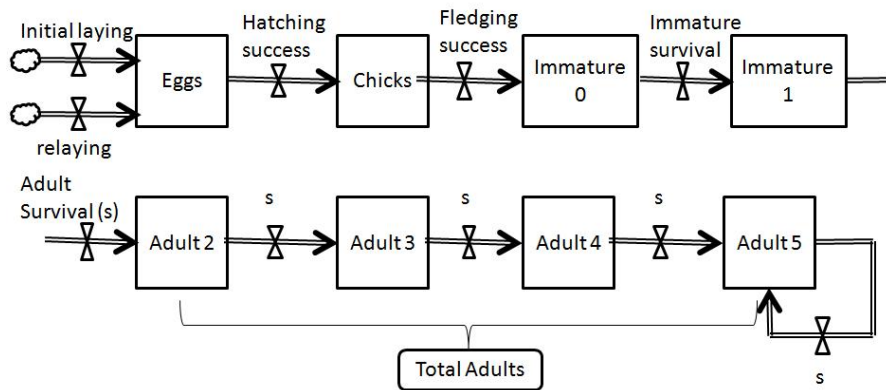 Initial laying
Hatching
success
Fledging
success
Immature
survival
Eggs
Chicks
Immature
0
Immature
1
relaying
Adult
Survival (s)
s
s
s
Adult 2
Adult 3
Adult 4
Adult 5
Total Adults
s